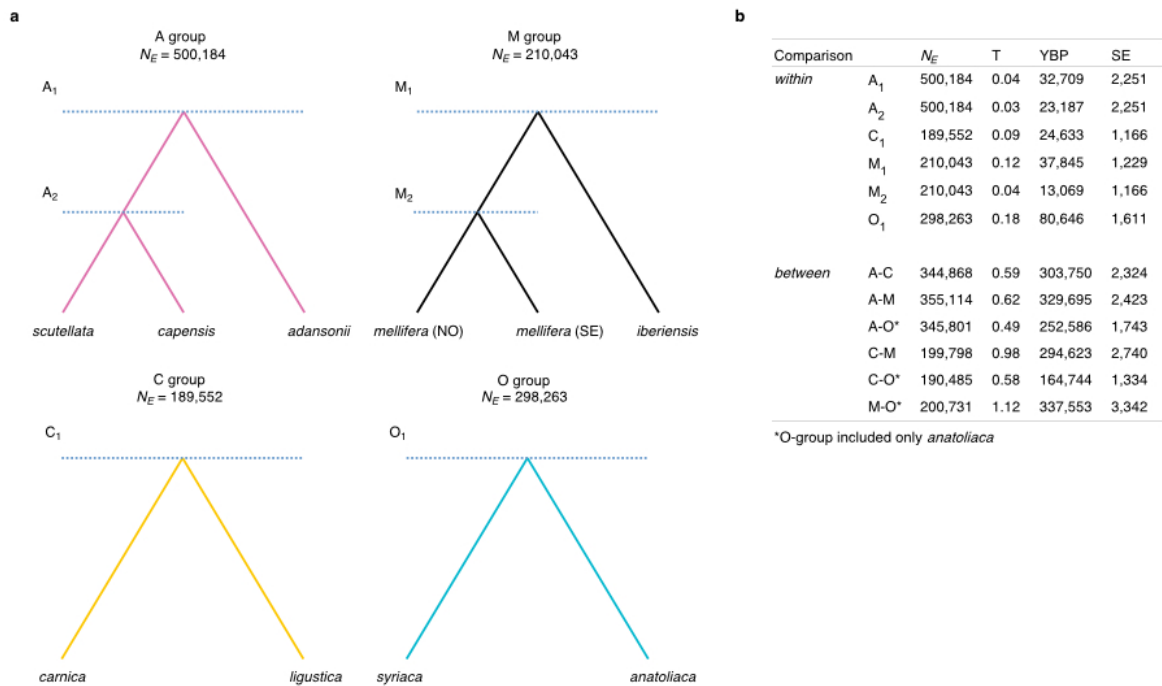 a
A group
N_E = 500,184
A₁
A₂
scutellata capensis adansonii
M group
N_E = 210,043
M₁
M₂
mellifera (NO) mellifera (SE) iberiensis
C group
N_E = 189,552
C₁
carnica ligustica
O group
N_E = 298,263
O₁
syriaca anatoliaca
b
Comparison N_E T YBP SE
within A₁ 500,184 0.04 32,709 2,251
A₂ 500,184 0.03 23,187 2,251
C₁ 189,552 0.09 24,633 1,166
M₁ 210,043 0.12 37,845 1,229
M₂ 210,043 0.04 13,069 1,166
O₁ 298,263 0.18 80,646 1,611
between A-C 344,868 0.59 303,750 2,324
A-M 355,114 0.62 329,695 2,423
A-O* 345,801 0.49 252,586 1,743
C-M 199,798 0.98 294,623 2,740
C-O* 190,485 0.58 164,744 1,334
M-O* 200,731 1.12 337,553 3,342
*O-group included only anatoliaca